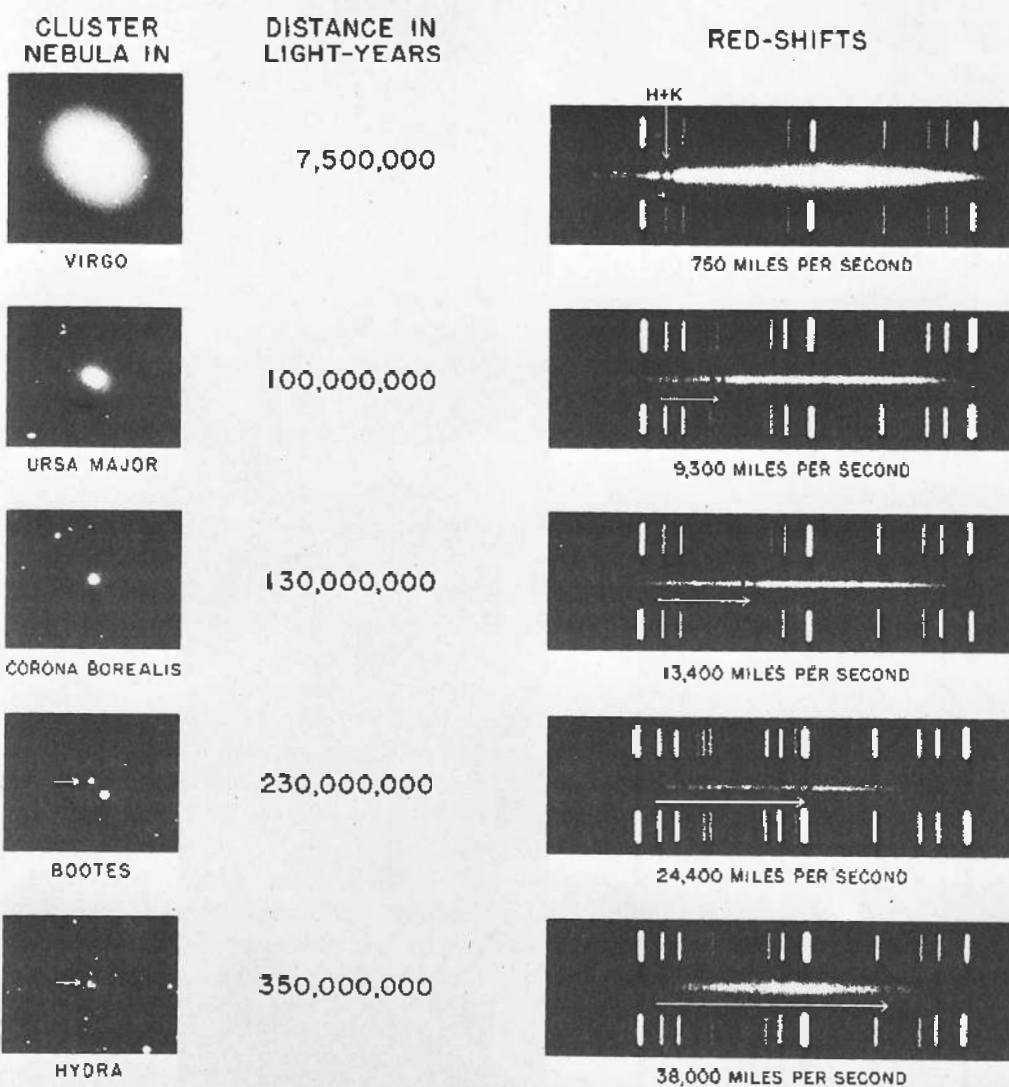 CLUSTER
NEBULA IN
DISTANCE IN
LIGHT-YEARS
RED-SHIFTS
H+K
7,500,000
VIRGO
750 MILES PER SECOND
100,000,000
URSA MAJOR
9,300 MILES PER SECOND
130,000,000
CORONA BOREALIS
13,400 MILES PER SECOND
230,000,000
BOOTES
24,400 MILES PER SECOND
350,000,000
HYDRA
38,000 MILES PER SECOND